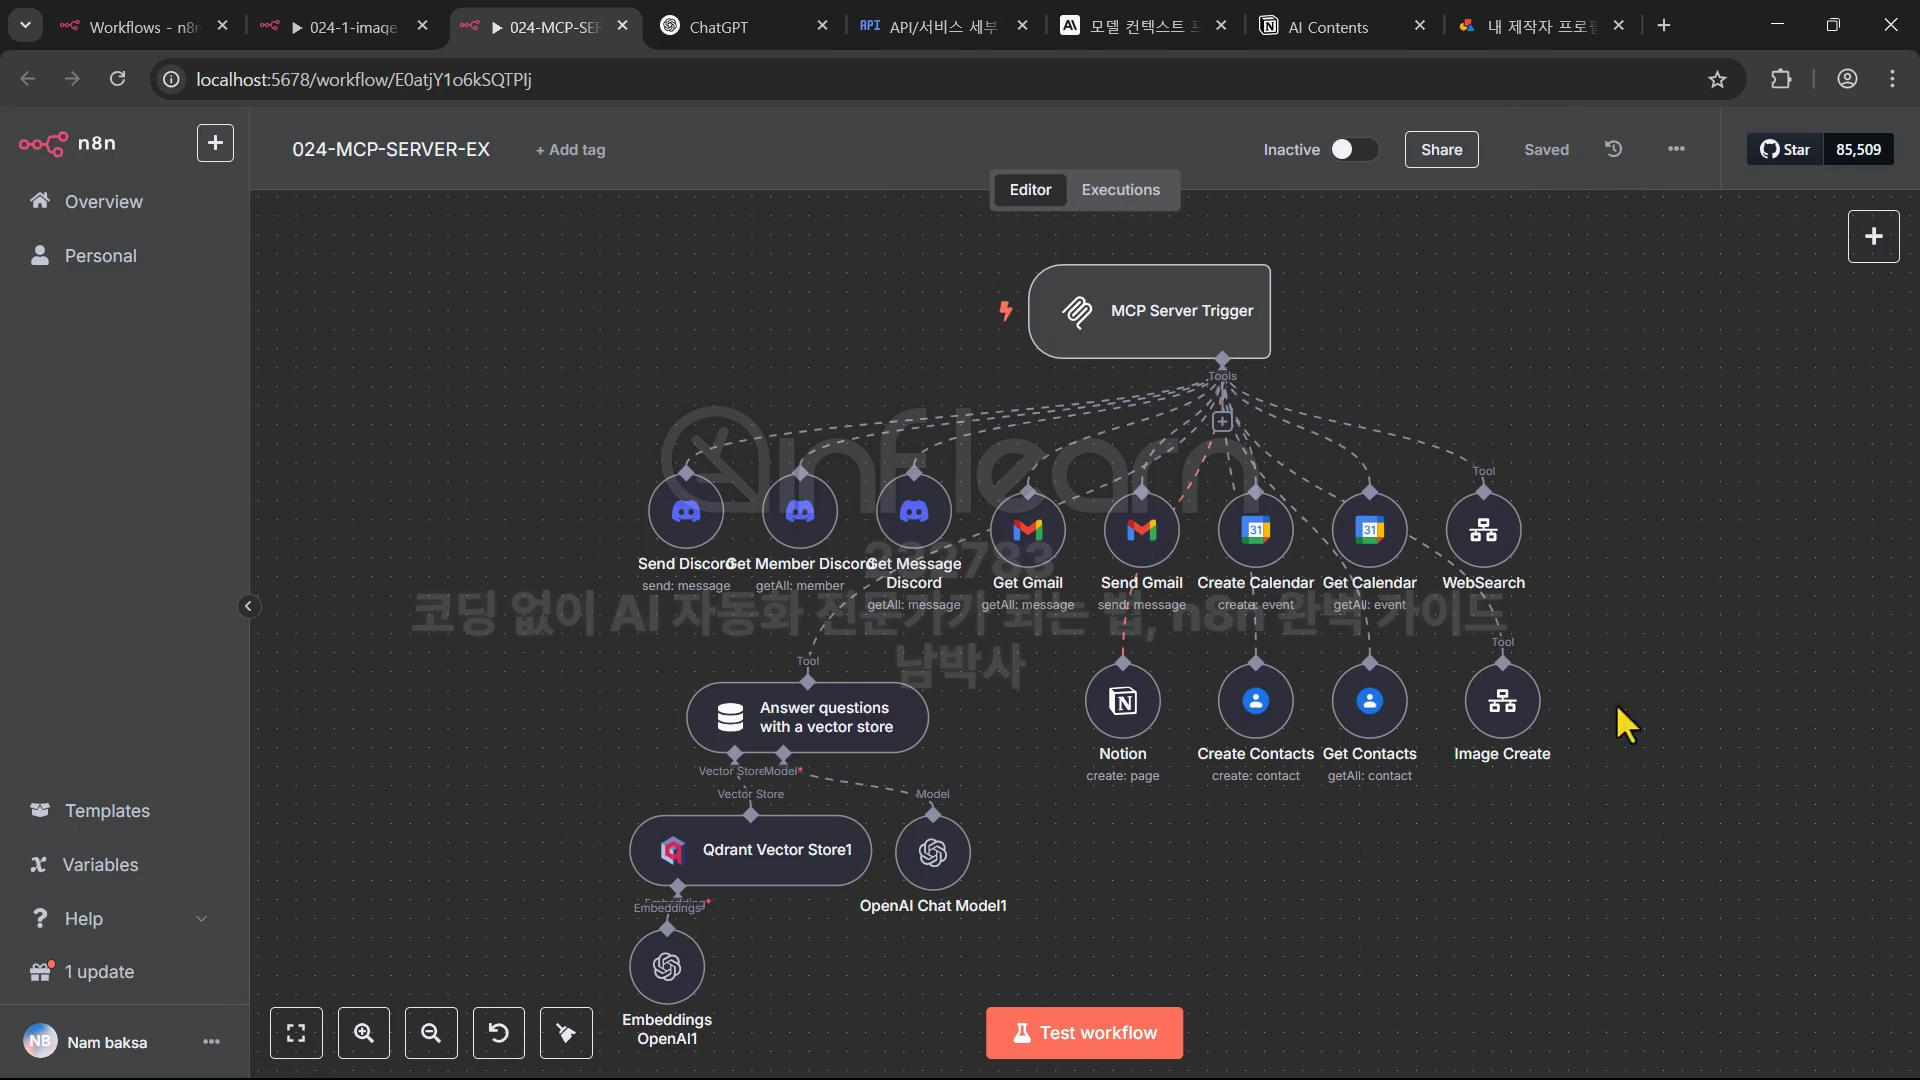 Workflows - n8n
▶ 024-1-image
▶ 024-MCP-SER
ChatGPT
API API/서비스 세부
모델 컨텍스트 프
AI Contents
내 제작자 프로필
localhost:5678/workflow/E0atjY1o6kSQTPlj
n8n
024-MCP-SERVER-EX
+ Add tag
Inactive
Share
Saved
Star
85,509
Editor
Executions
Overview
Personal
MCP Server Trigger
Tools
inflearn
Tool
Send Discord
send: message
Get Member Discord
getAll: member
Get Message
Discord
getAll: message
Get Gmail
getAll: message
Send Gmail
send: message
Create Calendar
create: event
Get Calendar
getAll: event
WebSearch
232783
코딩 없이 AI 자동화 전문가가 되는 법, n8n 완벽 가이드
남박사
Tool
Tool
Answer questions
with a vector store
Notion
create: page
Create Contacts
create: contact
Get Contacts
getAll: contact
Image Create
Vector Store
Model*
Vector Store
Model
Qdrant Vector Store1
OpenAI Chat Model1
Embedding*
Embeddings
Embeddings
OpenAI1
Templates
Variables
Help
1 update
NB
Nam baksa
Test workflow